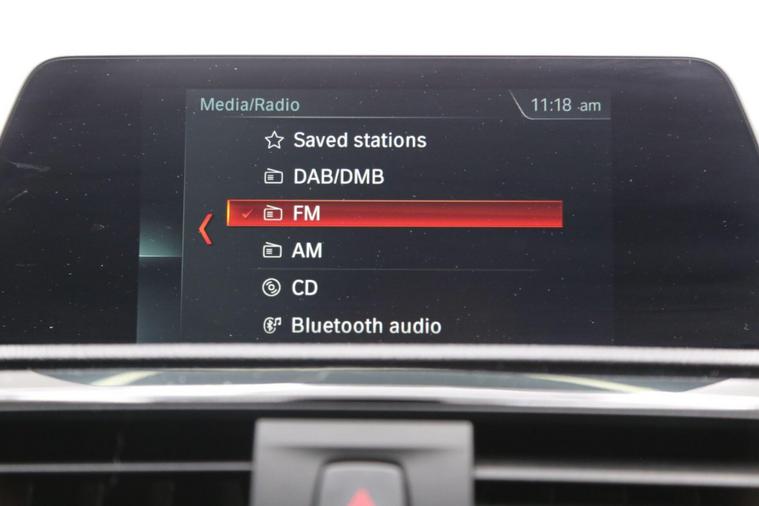 Media/Radio
11:18 am
Saved stations
DAB/DMB
FM
AM
CD
Bluetooth audio